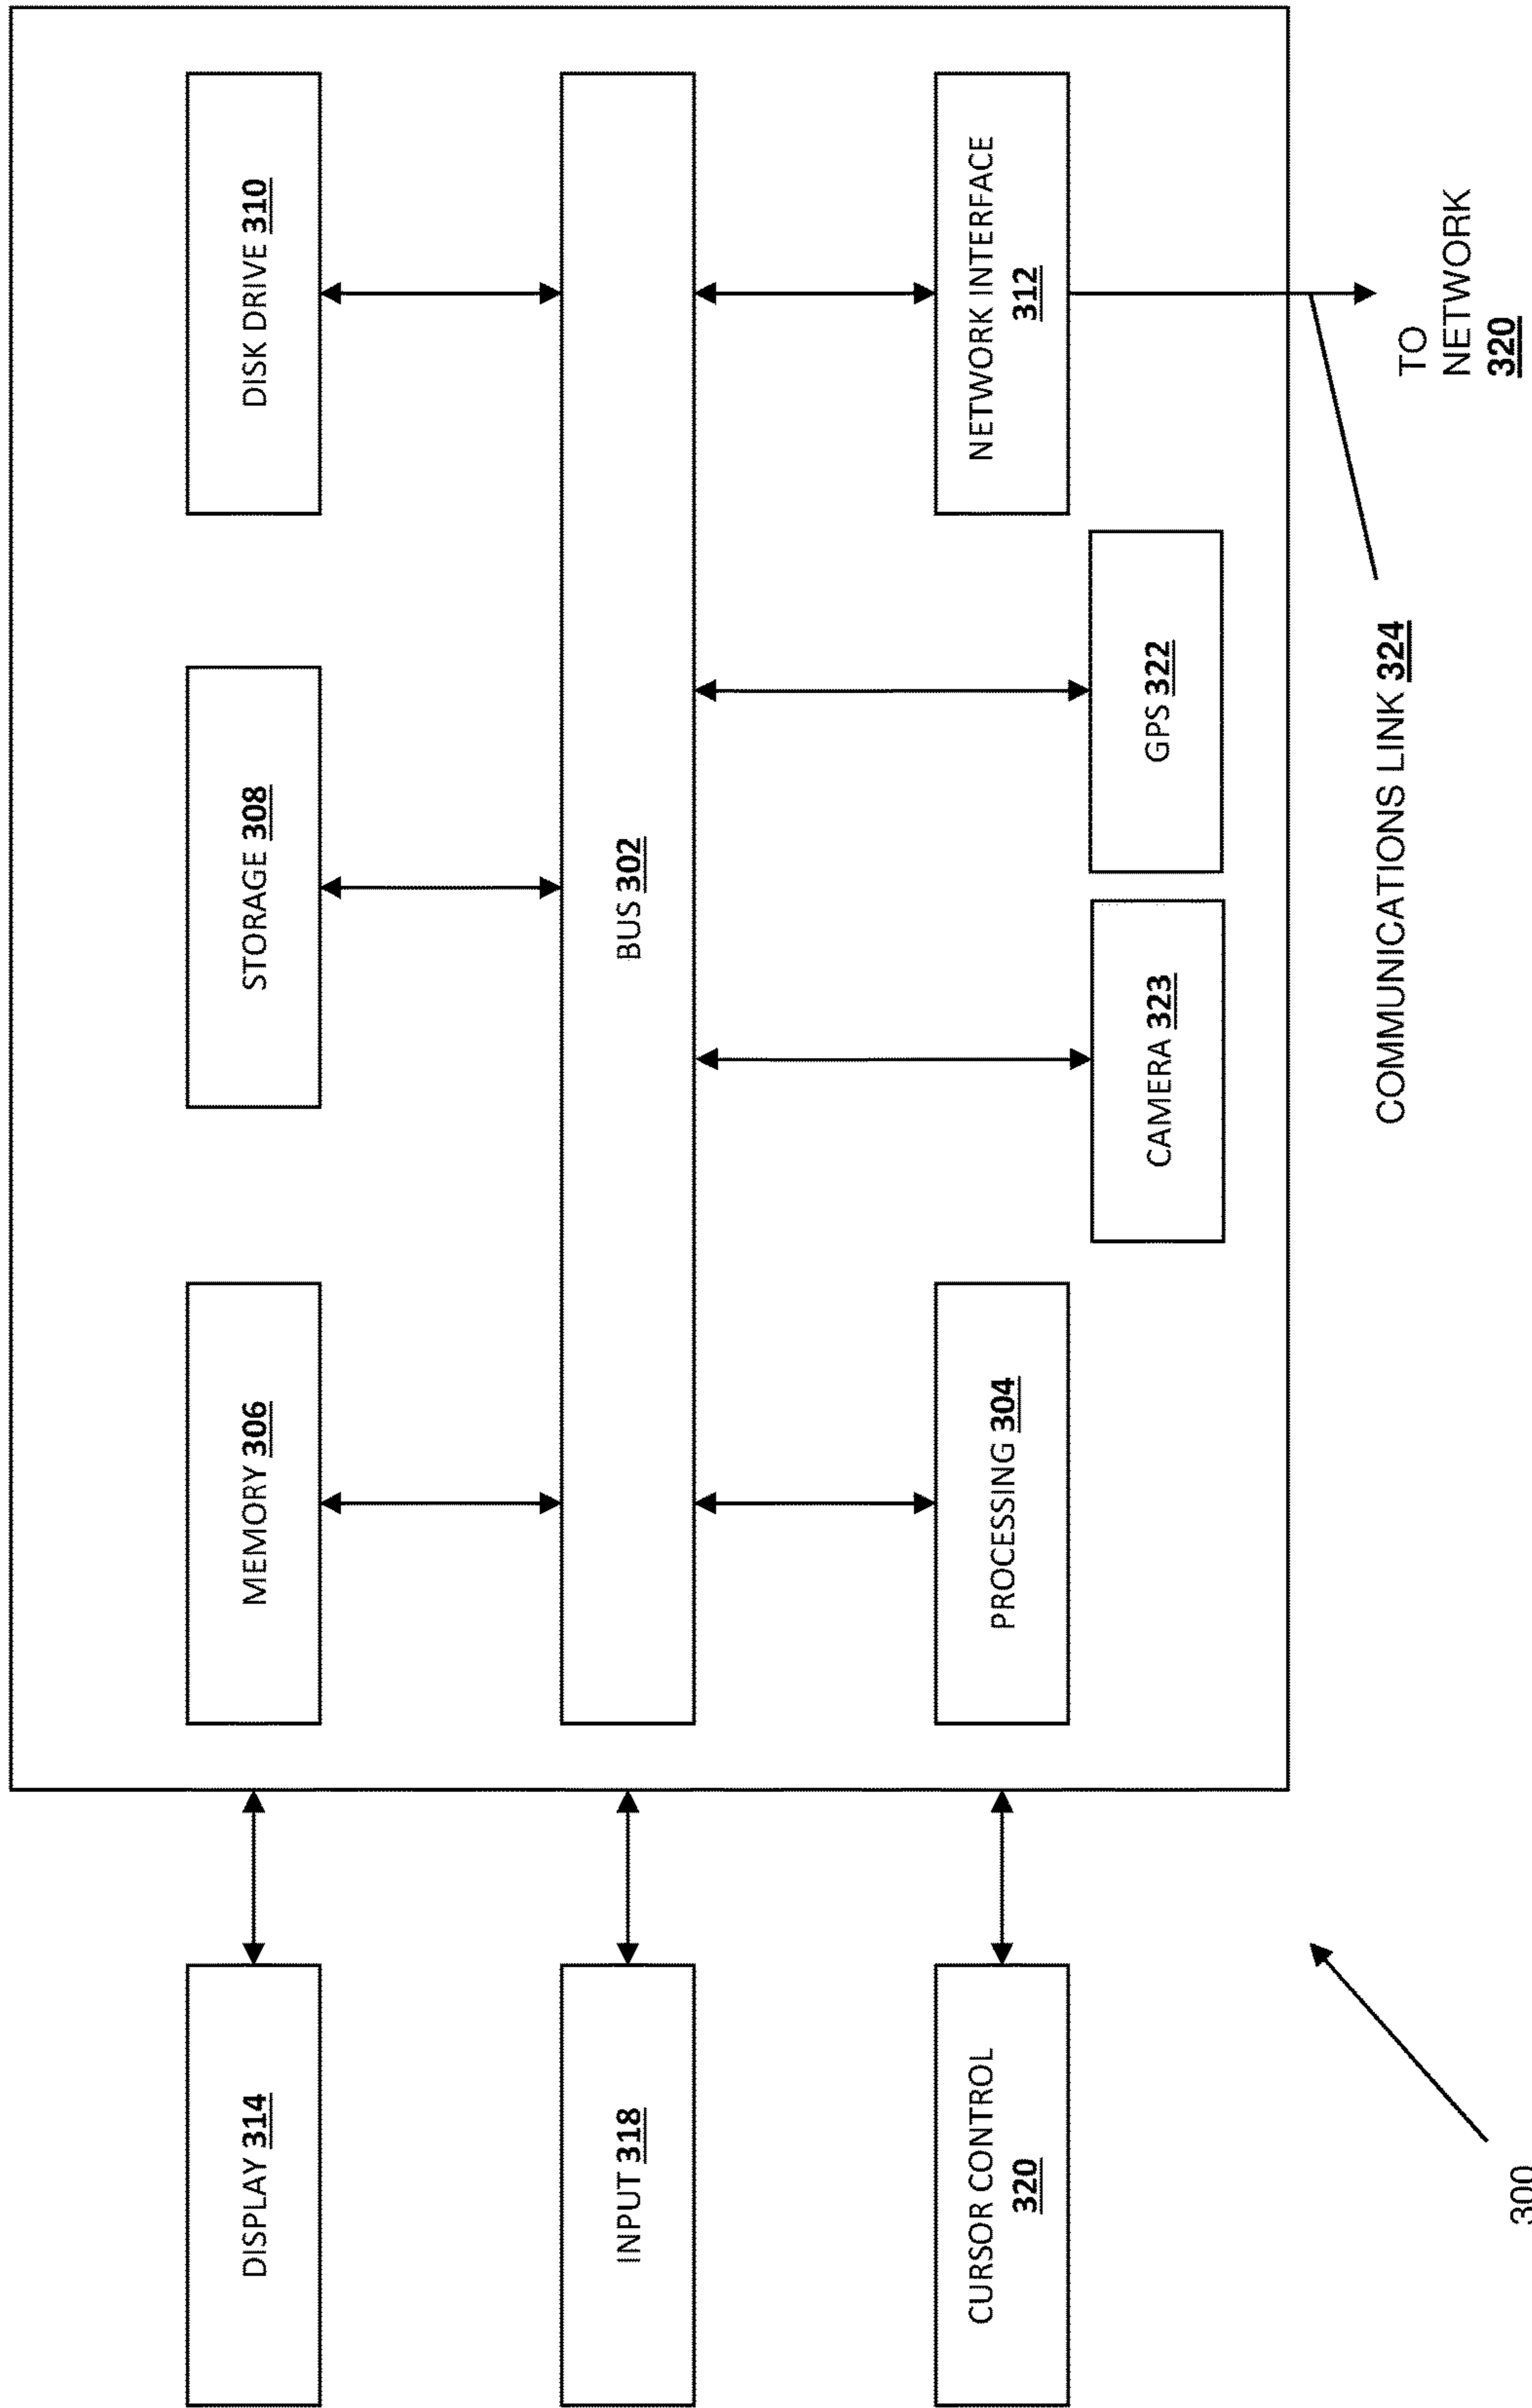 DISPLAY 314
MEMORY 306
STORAGE 308
DISK DRIVE 310
INPUT 318
BUS 302
CURSOR CONTROL
320
PROCESSING 304
NETWORK INTERFACE
312
CAMERA 323
GPS 322
COMMUNICATIONS LINK 324
TO
NETWORK
320
300